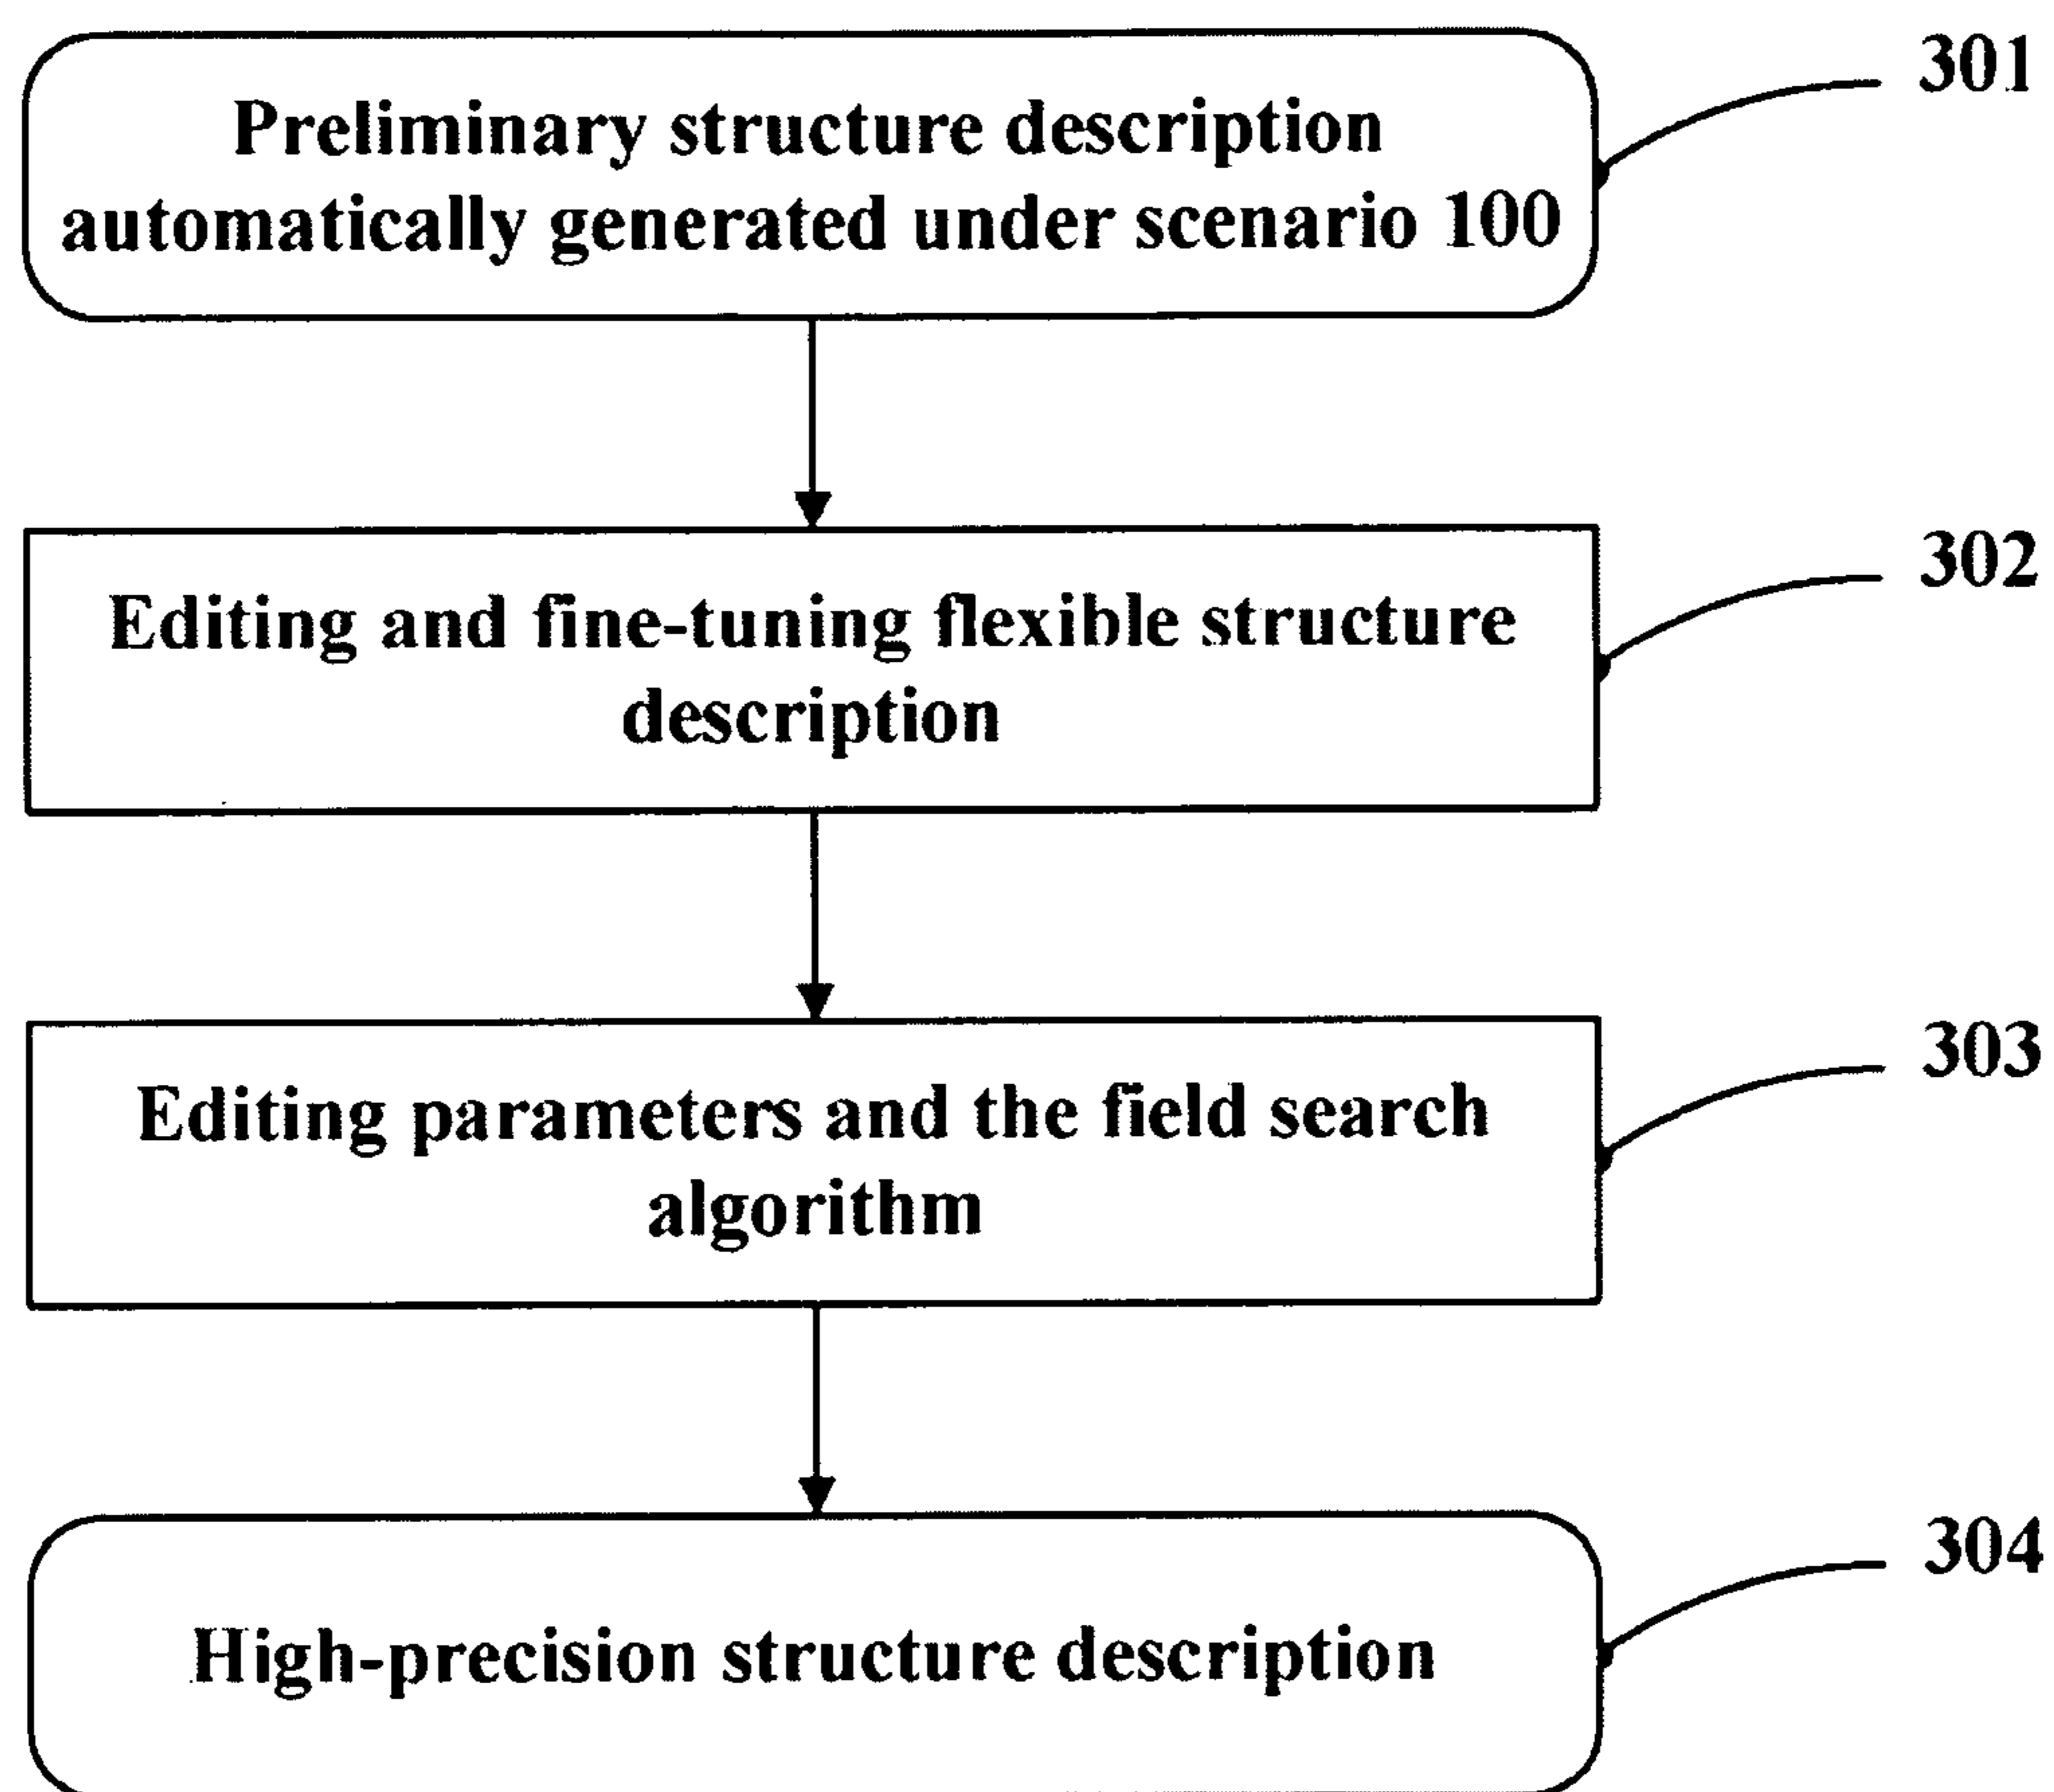 Preliminary structure description
automatically generated under scenario 100
301
Editing and fine-tuning flexible structure
description
302
Editing parameters and the field search
algorithm
303
High-precision structure description
304